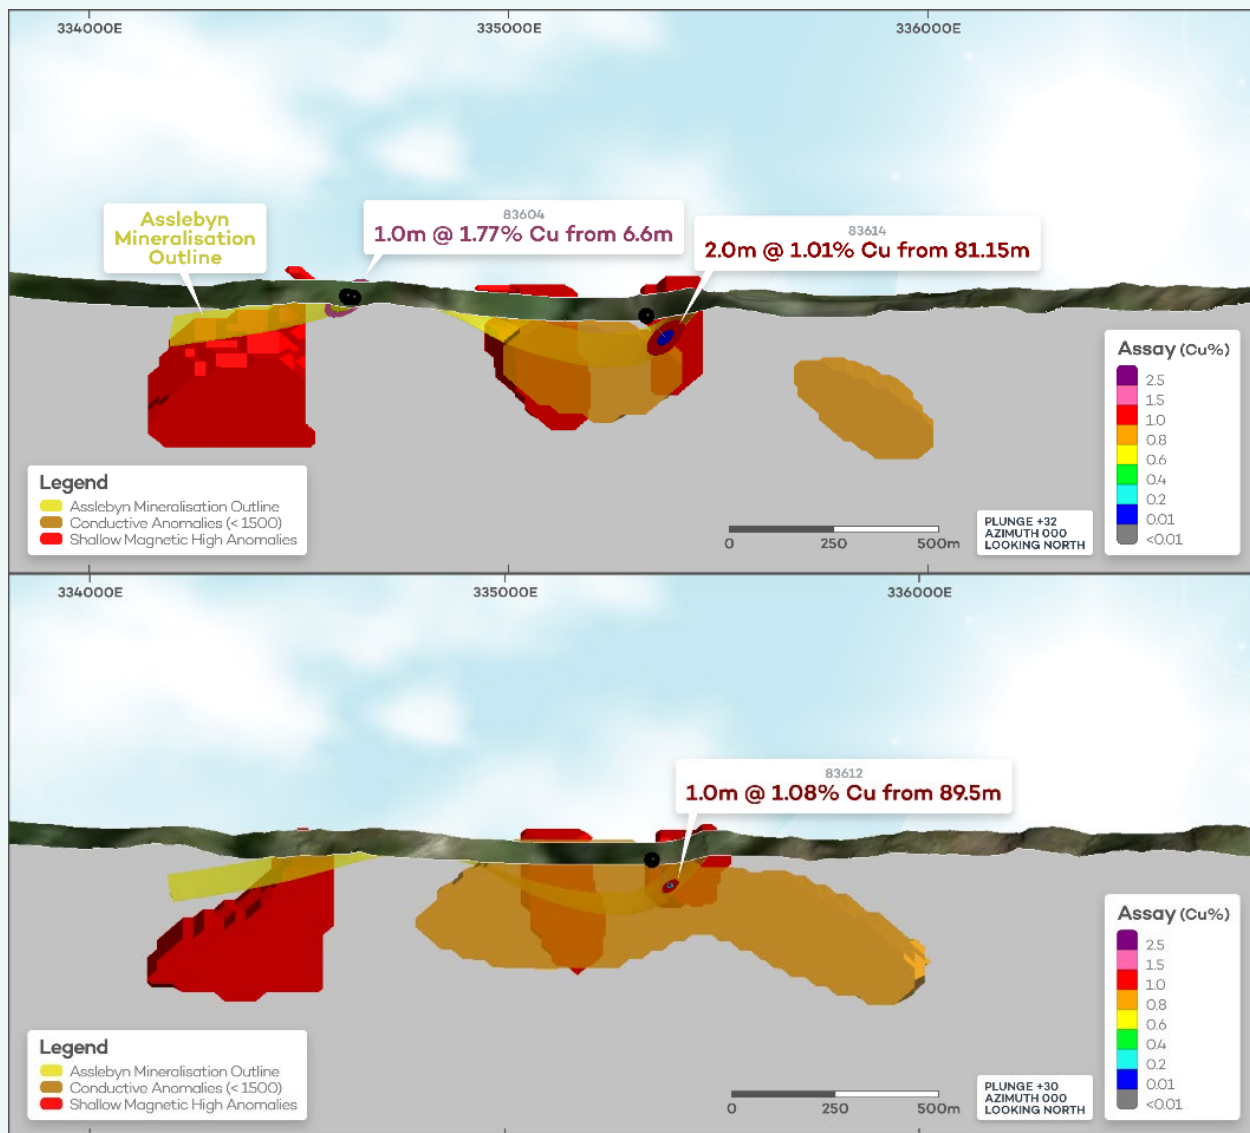 334000E
335000E
336000E
Asslebyn
Mineralisation
Outline
83604
1.0m @ 1.77% Cu from 6.6m
83614
2.0m @ 1.01% Cu from 81.15m
Legend
Asslebyn Mineralisation Outline
Conductive Anomalies (<1500)
Shallow Magnetic High Anomalies
0
250
500m
PLUNGE +32
AZIMUTH 000
LOOKING NORTH
Assay (Cu%)
2.5
1.5
1.0
0.8
0.6
0.4
0.2
0.01
<0.01
334000E
335000E
336000E
83612
1.0m @ 1.08% Cu from 89.5m
Legend
Asslebyn Mineralisation Outline
Conductive Anomalies (<1500)
Shallow Magnetic High Anomalies
0
250
500m
PLUNGE +30
AZIMUTH 000
LOOKING NORTH
Assay (Cu%)
2.5
1.5
1.0
0.8
0.6
0.4
0.2
0.01
<0.01